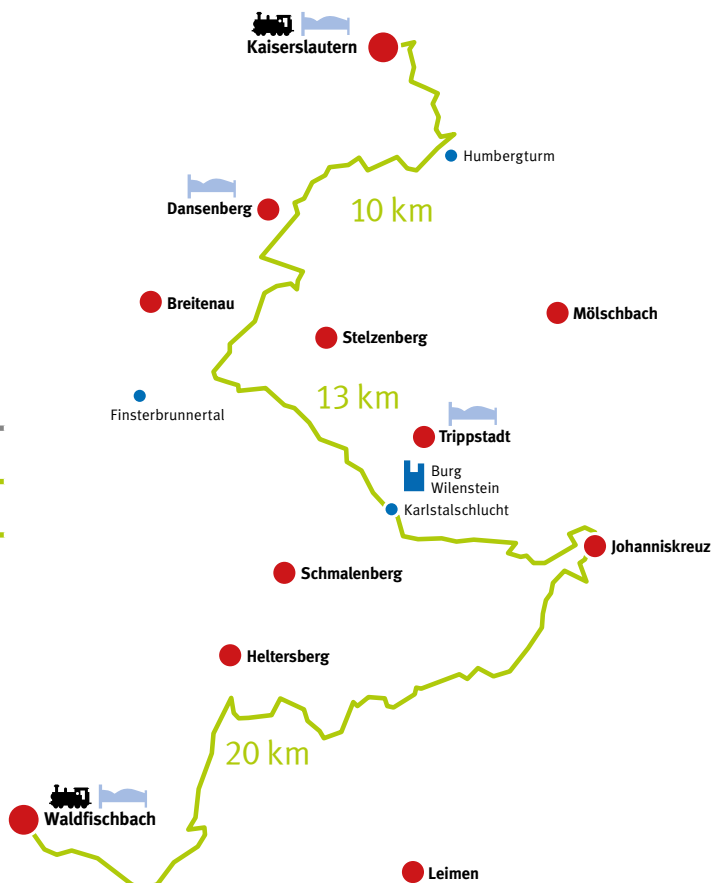 Kaiserslautern
Humbergturm
Dansenberg
10 km
Breitenau
Mölschbach
Stelzenberg
13 km
Finsterbrunnertal
Trippstadt
Burg
Wilenstein
Karlstalschlucht
Johanniskreuz
Schmalenberg
Heltersberg
20 km
Waldfischbach
Leimen